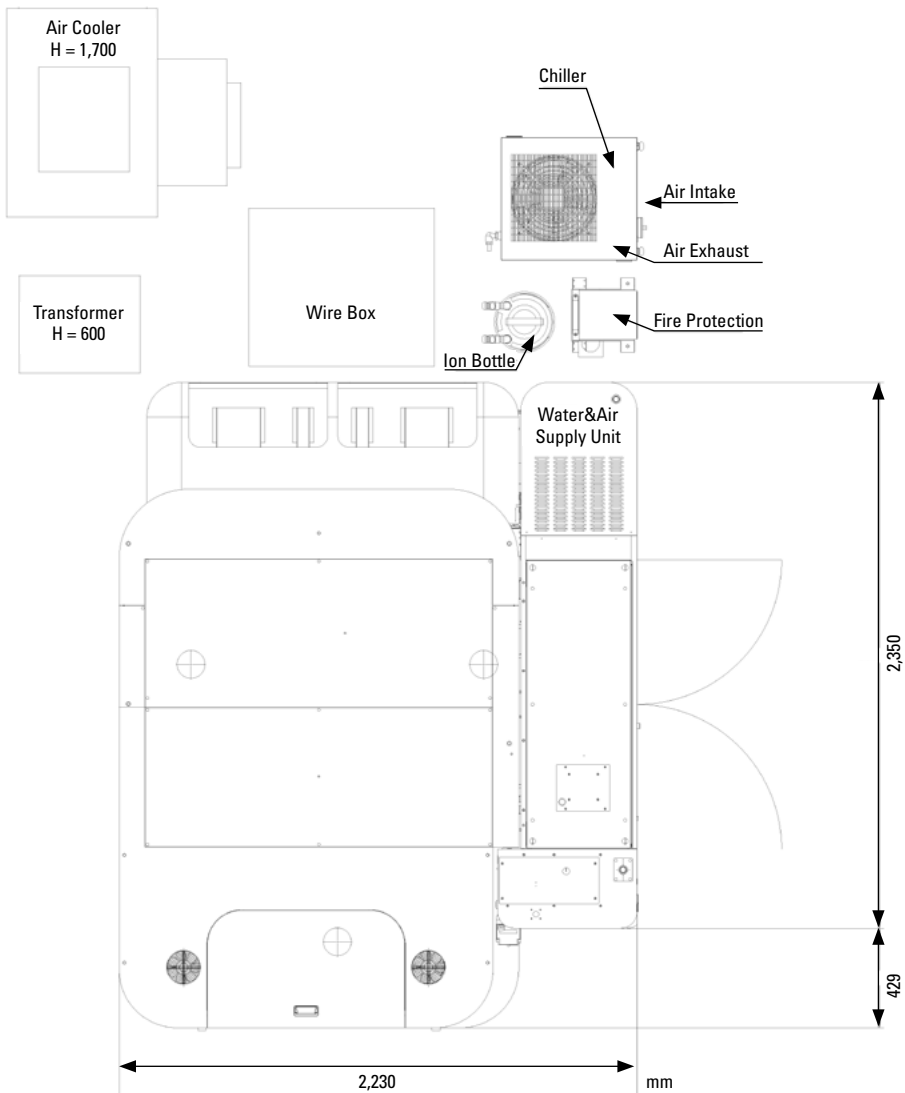 Air Cooler
H = 1,700
Chiller
Air Intake
Air Exhaust
Transformer
H = 600
Wire Box
Fire Protection
Ion Bottle
Water&Air
Supply Unit
2,350
429
2,230
mm